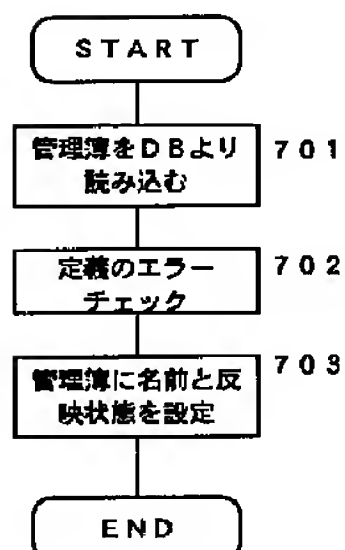 ＳＴＡＲＴ
管理簿をＤＢより
読み込む
７０１
定義のエラー
チェック
７０２
管理簿に名前と反
映状態を設定
７０３
ＥＮＤ